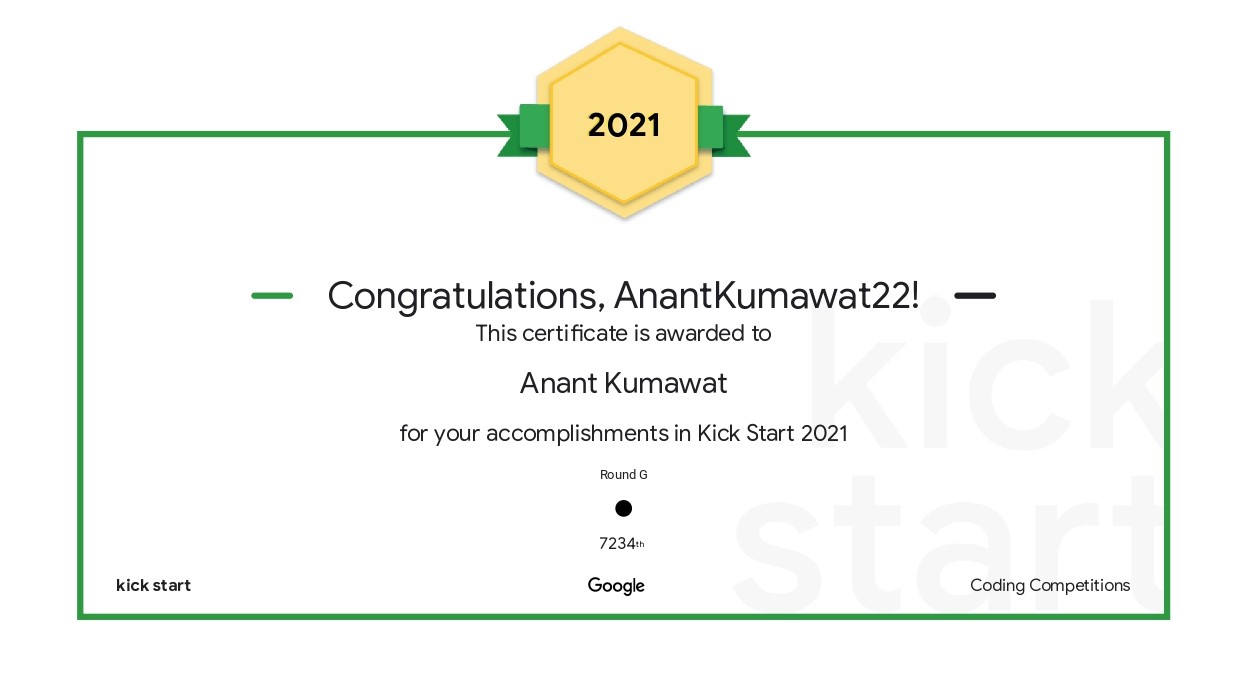 2021
Congratulations, AnantKumawat22!
This certificate is awarded to
Anant Kumawat
for your accomplishments in Kick Start 2021
Round G
7234th
kick start
Google
Coding Competitions
kick
start